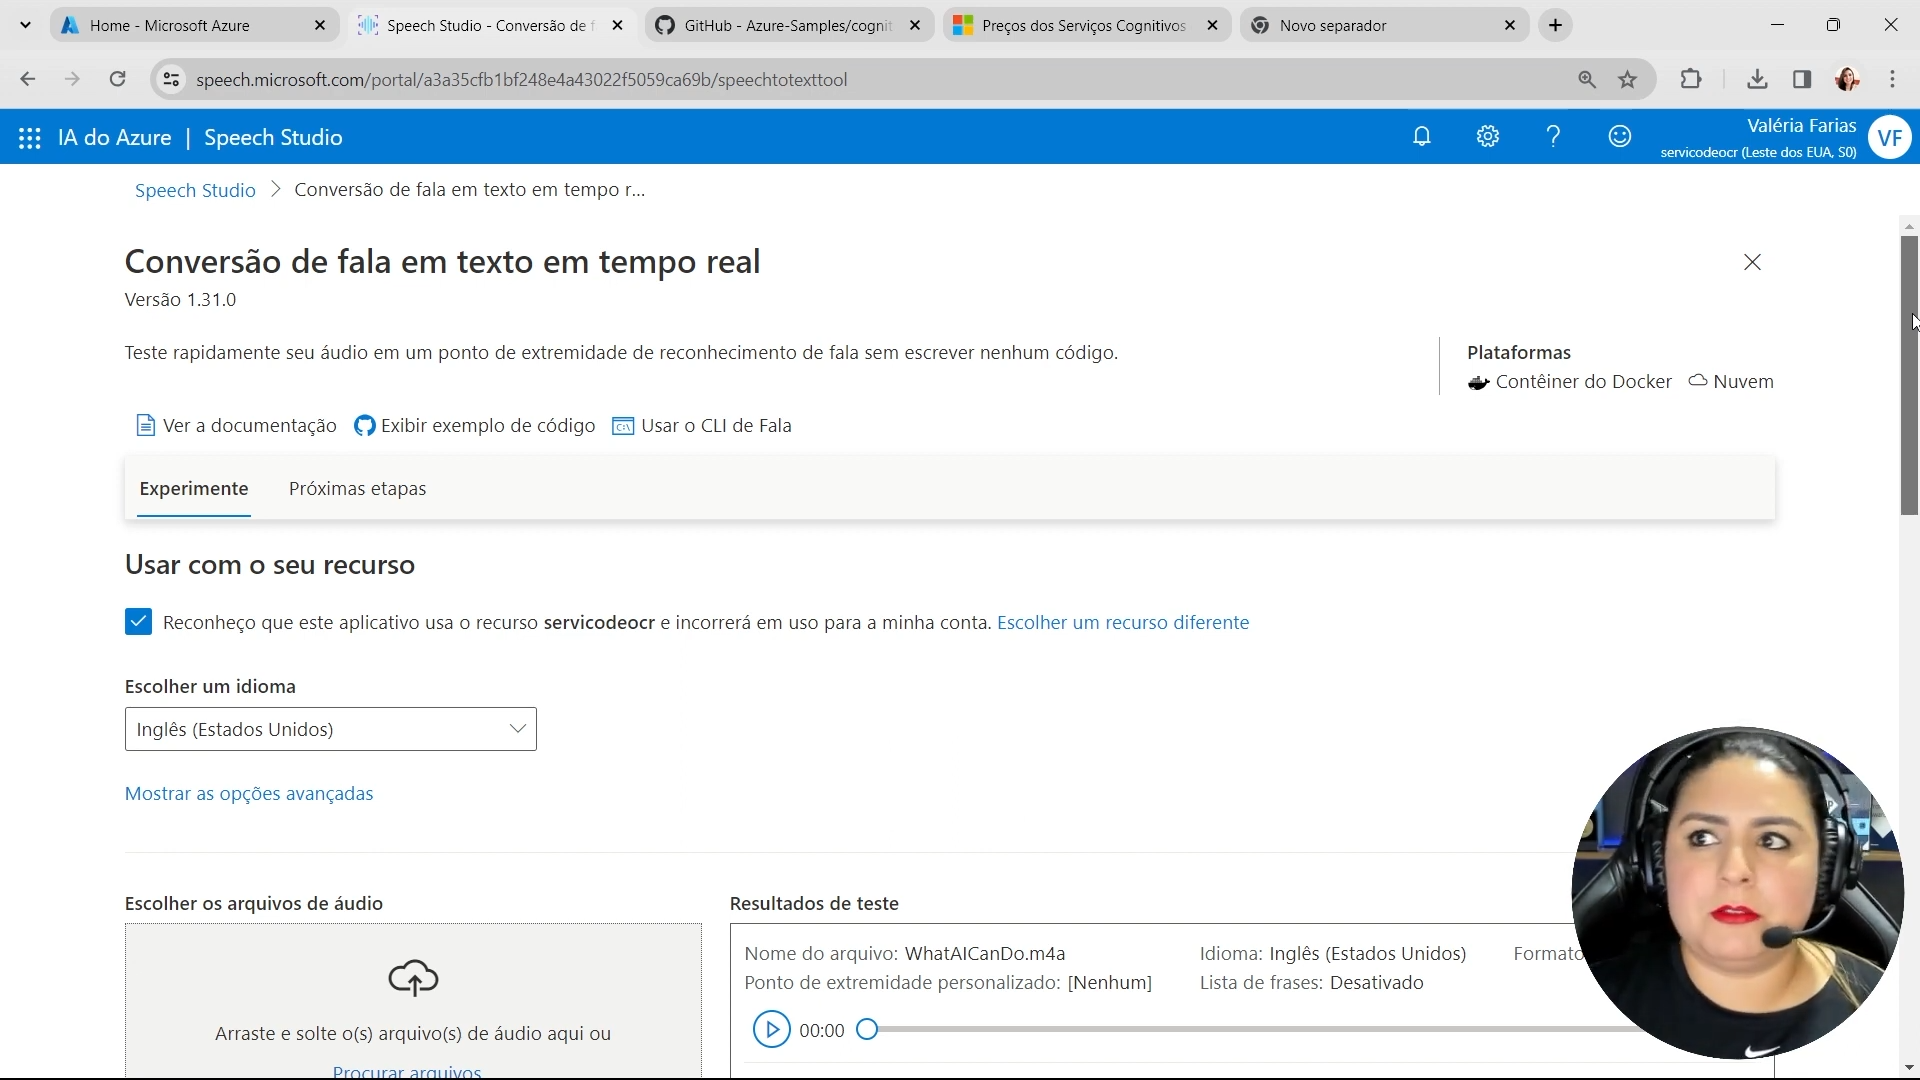 Home - Microsoft Azure
Speech Studio - Conversão de f
GitHub - Azure-Samples/cognit
Preços dos Serviços Cognitivos
Novo separador
speech.microsoft.com/portal/a3a35cfb1bf248e4a43022f5059ca69b/speechtotexttool
IA do Azure | Speech Studio
Valéria Farias
servicodeocr (Leste dos EUA, S0)
VF
Speech Studio > Conversão de fala em texto em tempo r...
Conversão de fala em texto em tempo real
Versão 1.31.0
Teste rapidamente seu áudio em um ponto de extremidade de reconhecimento de fala sem escrever nenhum código.
Plataformas
Contêiner do Docker Nuvem
Ver a documentação Exibir exemplo de código Usar o CLI de Fala
Experimente Próximas etapas
Usar com o seu recurso
Reconheço que este aplicativo usa o recurso servicodeocr e incorrerá em uso para a minha conta. Escolher um recurso diferente
Escolher um idioma
Inglês (Estados Unidos)
Mostrar as opções avançadas
Escolher os arquivos de áudio
Arraste e solte o(s) arquivo(s) de áudio aqui ou
Procurar arquivos
Resultados de teste
Nome do arquivo: WhatAICanDo.m4a Idioma: Inglês (Estados Unidos) Formato
Ponto de extremidade personalizado: [Nenhum] Lista de frases: Desativado
00:00